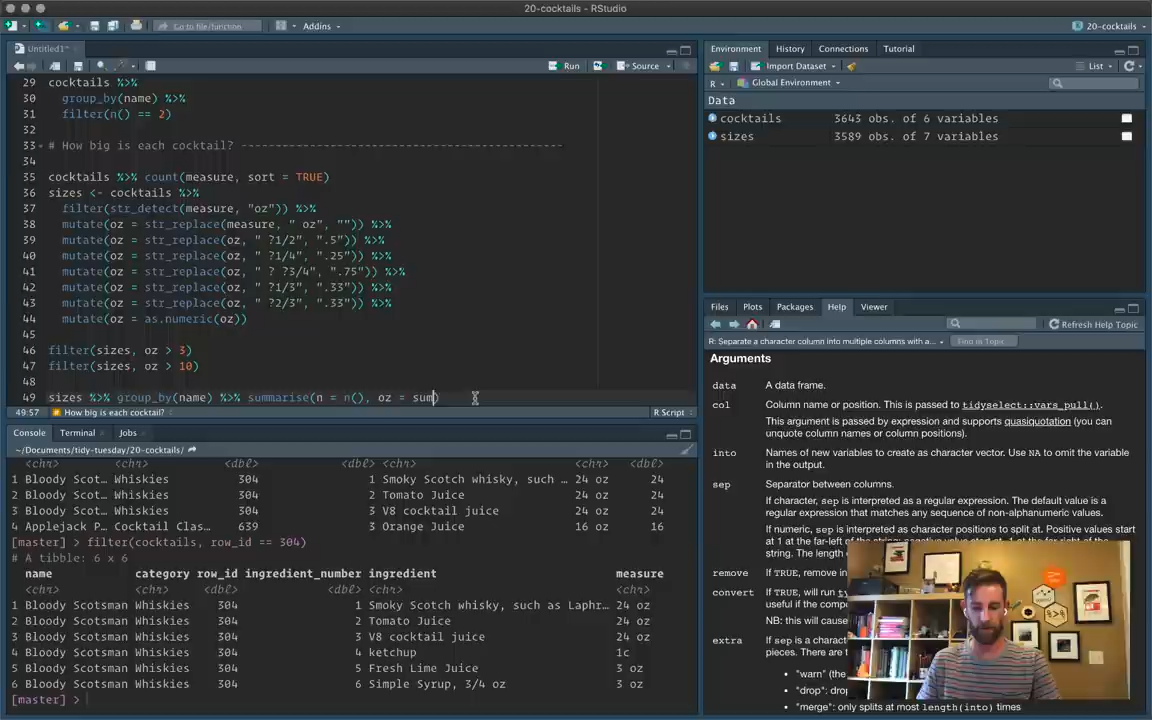 20-cocktails - RStudio
Go to file/function Addins 20-cocktails
Untitled1*
Run Source
29 cocktails %>%
30 group_by(name) %>%
31 filter(n() == 2)
32
33 # How big is each cocktail? -----------------------------------------------
34
35 cocktails %>% count(measure, sort = TRUE)
36 sizes <- cocktails %>%
37 filter(str_detect(measure, "oz")) %>%
38 mutate(oz = str_replace(measure, " oz", "")) %>%
39 mutate(oz = str_replace(oz, " ?1/2", ".5")) %>%
40 mutate(oz = str_replace(oz, " ?1/4", ".25")) %>%
41 mutate(oz = str_replace(oz, " ? ?3/4", ".75")) %>%
42 mutate(oz = str_replace(oz, " ?1/3", ".33")) %>%
43 mutate(oz = str_replace(oz, " ?2/3", ".33")) %>%
44 mutate(oz = as.numeric(oz))
45
46 filter(sizes, oz > 3)
47 filter(sizes, oz > 10)
48
49 sizes %>% group_by(name) %>% summarise(n = n(), oz = sum)
49:57 # How big is each cocktail? R Script
Console Terminal Jobs
~/Documents/tidy-tuesday/20-cocktails/
<chr> <chr> <dbl> <dbl> <chr> <chr> <dbl>
1 Bloody Scot… Whiskies 304 1 Smoky Scotch whisky, such … 24 oz 24
2 Bloody Scot… Whiskies 304 2 Tomato Juice 24 oz 24
3 Bloody Scot… Whiskies 304 3 V8 cocktail juice 24 oz 24
4 Applejack P… Cocktail Clas… 639 3 Orange Juice 16 oz 16
[master] > filter(cocktails, row_id == 304)
# A tibble: 6 x 6
name category row_id ingredient_number ingredient measure
<chr> <chr> <dbl> <dbl> <chr> <chr>
1 Bloody Scotsman Whiskies 304 1 Smoky Scotch whisky, such as Laphr… 24 oz
2 Bloody Scotsman Whiskies 304 2 Tomato Juice 24 oz
3 Bloody Scotsman Whiskies 304 3 V8 cocktail juice 24 oz
4 Bloody Scotsman Whiskies 304 4 ketchup 1c
5 Bloody Scotsman Whiskies 304 5 Fresh Lime Juice 3 oz
6 Bloody Scotsman Whiskies 304 6 Simple Syrup, 3/4 oz 3 oz
[master] >
Environment History Connections Tutorial
Import Dataset List
R Global Environment
Data
cocktails 3643 obs. of 6 variables
sizes 3589 obs. of 7 variables
Files Plots Packages Help Viewer
Refresh Help Topic
R: Separate a character column into multiple columns with a... Find in Topic
Arguments
data A data frame.
col Column name or position. This is passed to tidyselect::vars_pull().
This argument is passed by expression and supports quasiquotation (you can
unquote column names or column positions).
into Names of new variables to create as character vector. Use NA to omit the variable
in the output.
sep Separator between columns.
If character, sep is interpreted as a regular expression. The default value is a
regular expression that matches any sequence of non-alphanumeric values.
If numeric, sep is interpreted as character positions to split at. Positive values start
at 1 at the far-left of the
string. The length
remove If TRUE, remove in
convert If TRUE, will run
useful if the comp
NB: this will cause
extra If sep is a charact
pieces. There are
• "warn" (the
• "drop": drop
• "merge": only splits at most length(into) times